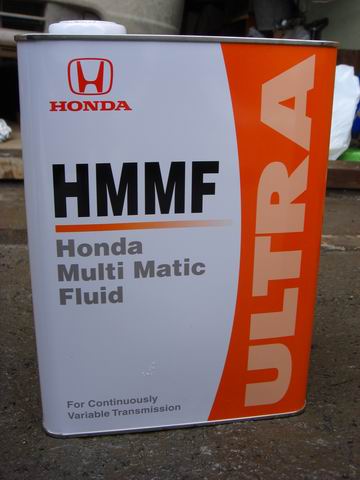 HONDA
HMMF
Honda
Multi Matic
Fluid
For Continuously
Variable Transmission
ULTRA